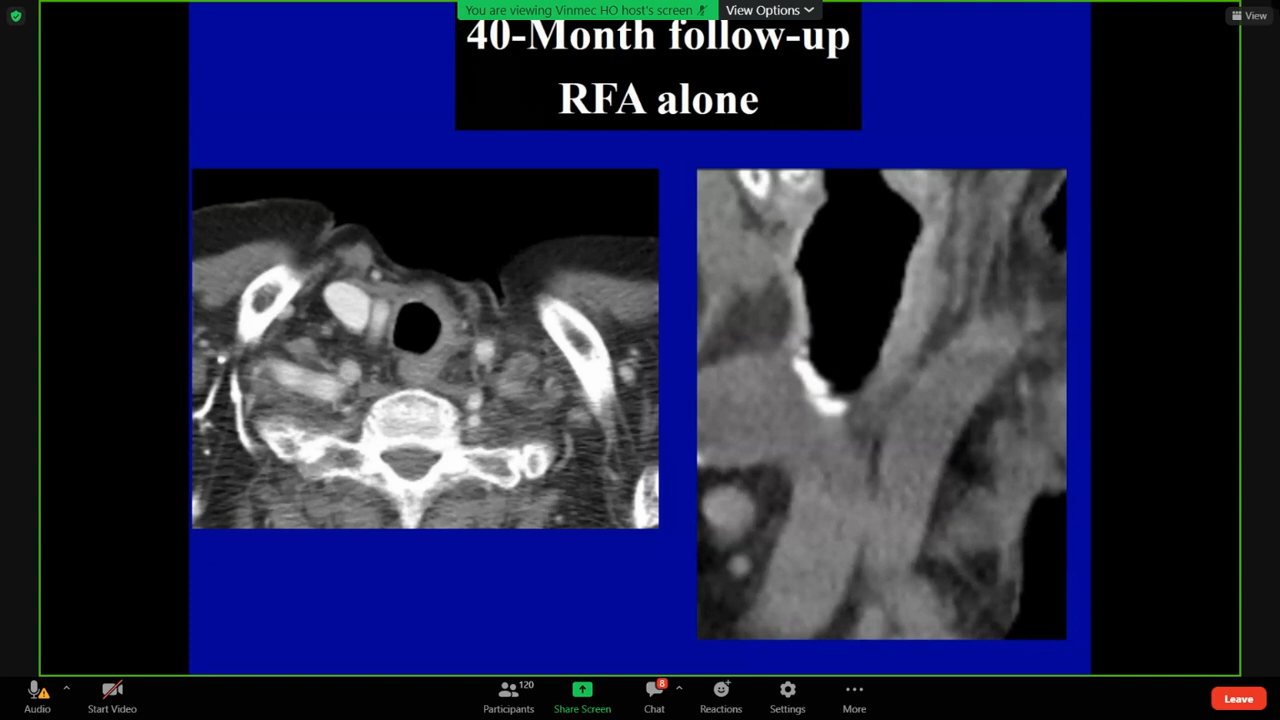 You are viewing Vinmec HO host's screen
View Options
View
40-Month follow-up
RFA alone
120
8
Audio
Start Video
Participants
Share Screen
Chat
Reactions
Settings
More
Leave